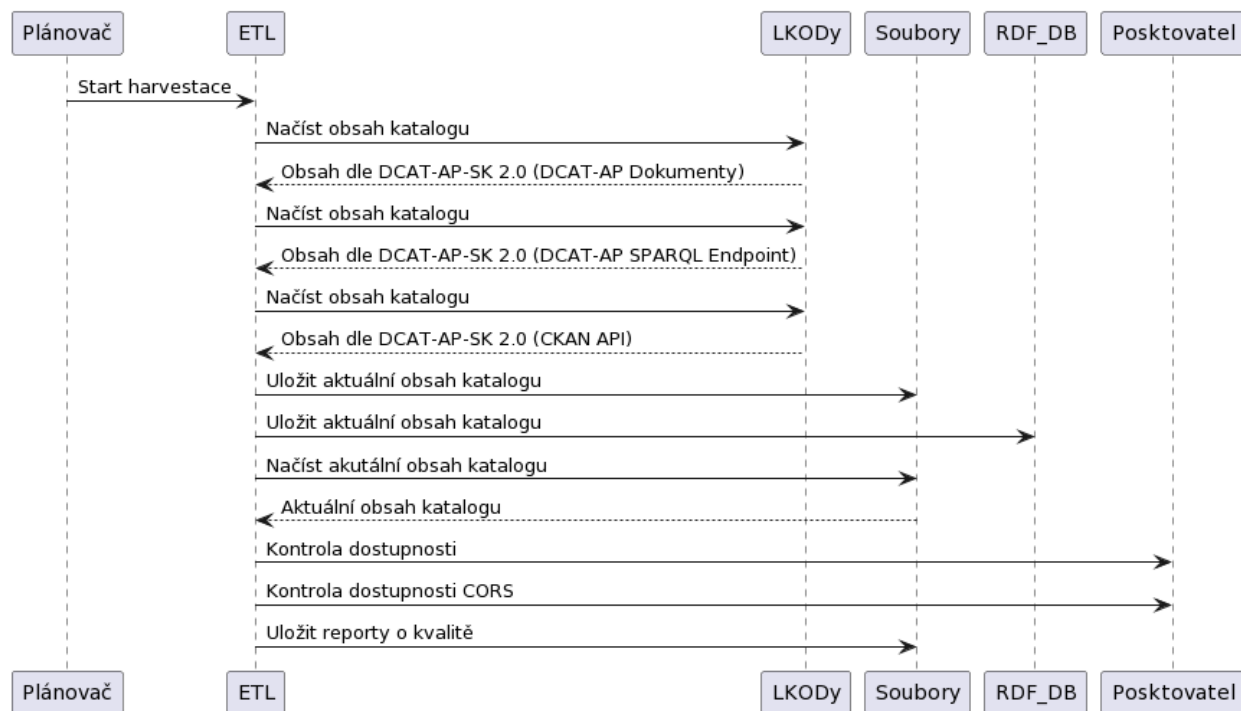 Plánovač ETL LKODy Soubory RDF_DB Posktovatel
Start harvestace
Načíst obsah katalogu
Obsah dle DCAT-AP-SK 2.0 (DCAT-AP Dokumenty)
Načíst obsah katalogu
Obsah dle DCAT-AP-SK 2.0 (DCAT-AP SPARQL Endpoint)
Načíst obsah katalogu
Obsah dle DCAT-AP-SK 2.0 (CKAN API)
Uložit aktuální obsah katalogu
Uložit aktuální obsah katalogu
Načíst akutální obsah katalogu
Aktuální obsah katalogu
Kontrola dostupnosti
Kontrola dostupnosti CORS
Uložit reporty o kvalitě
Plánovač ETL LKODy Soubory RDF_DB Posktovatel